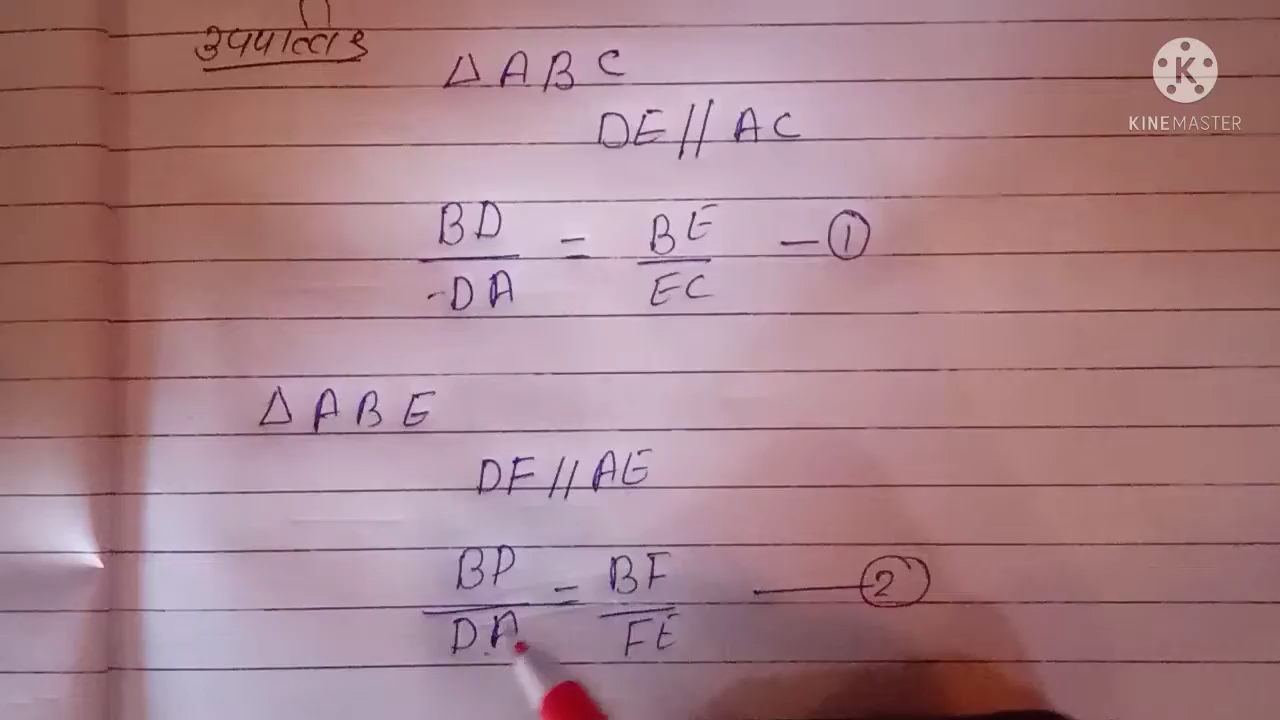 उपपत्ति:
△ABC
DE//AC
BD/DA = BE/EC —①
△ABE
DF//AE
BD/DA = BF/FE —②
K
KINEMASTER